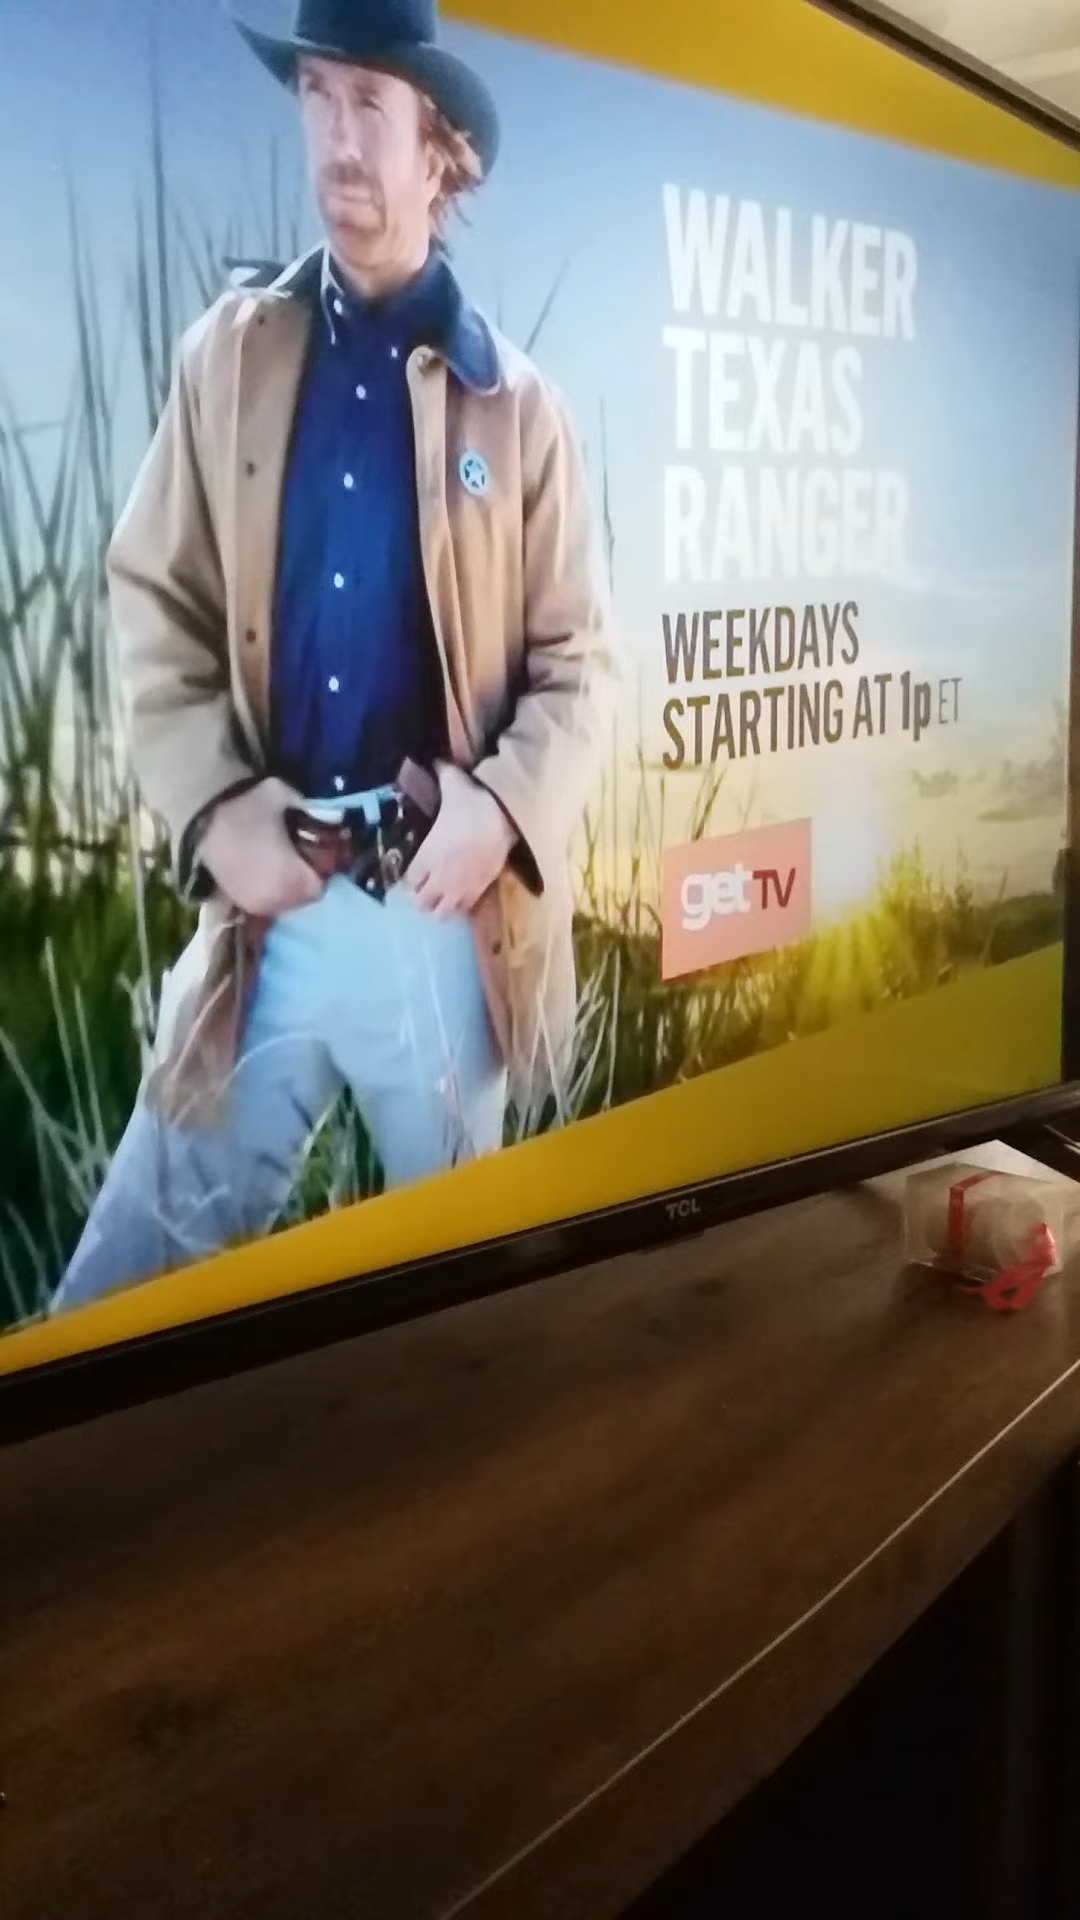 WALKER
TEXAS
RANGER
WEEKDAYS
STARTING AT 1p ET
getTV
TCL